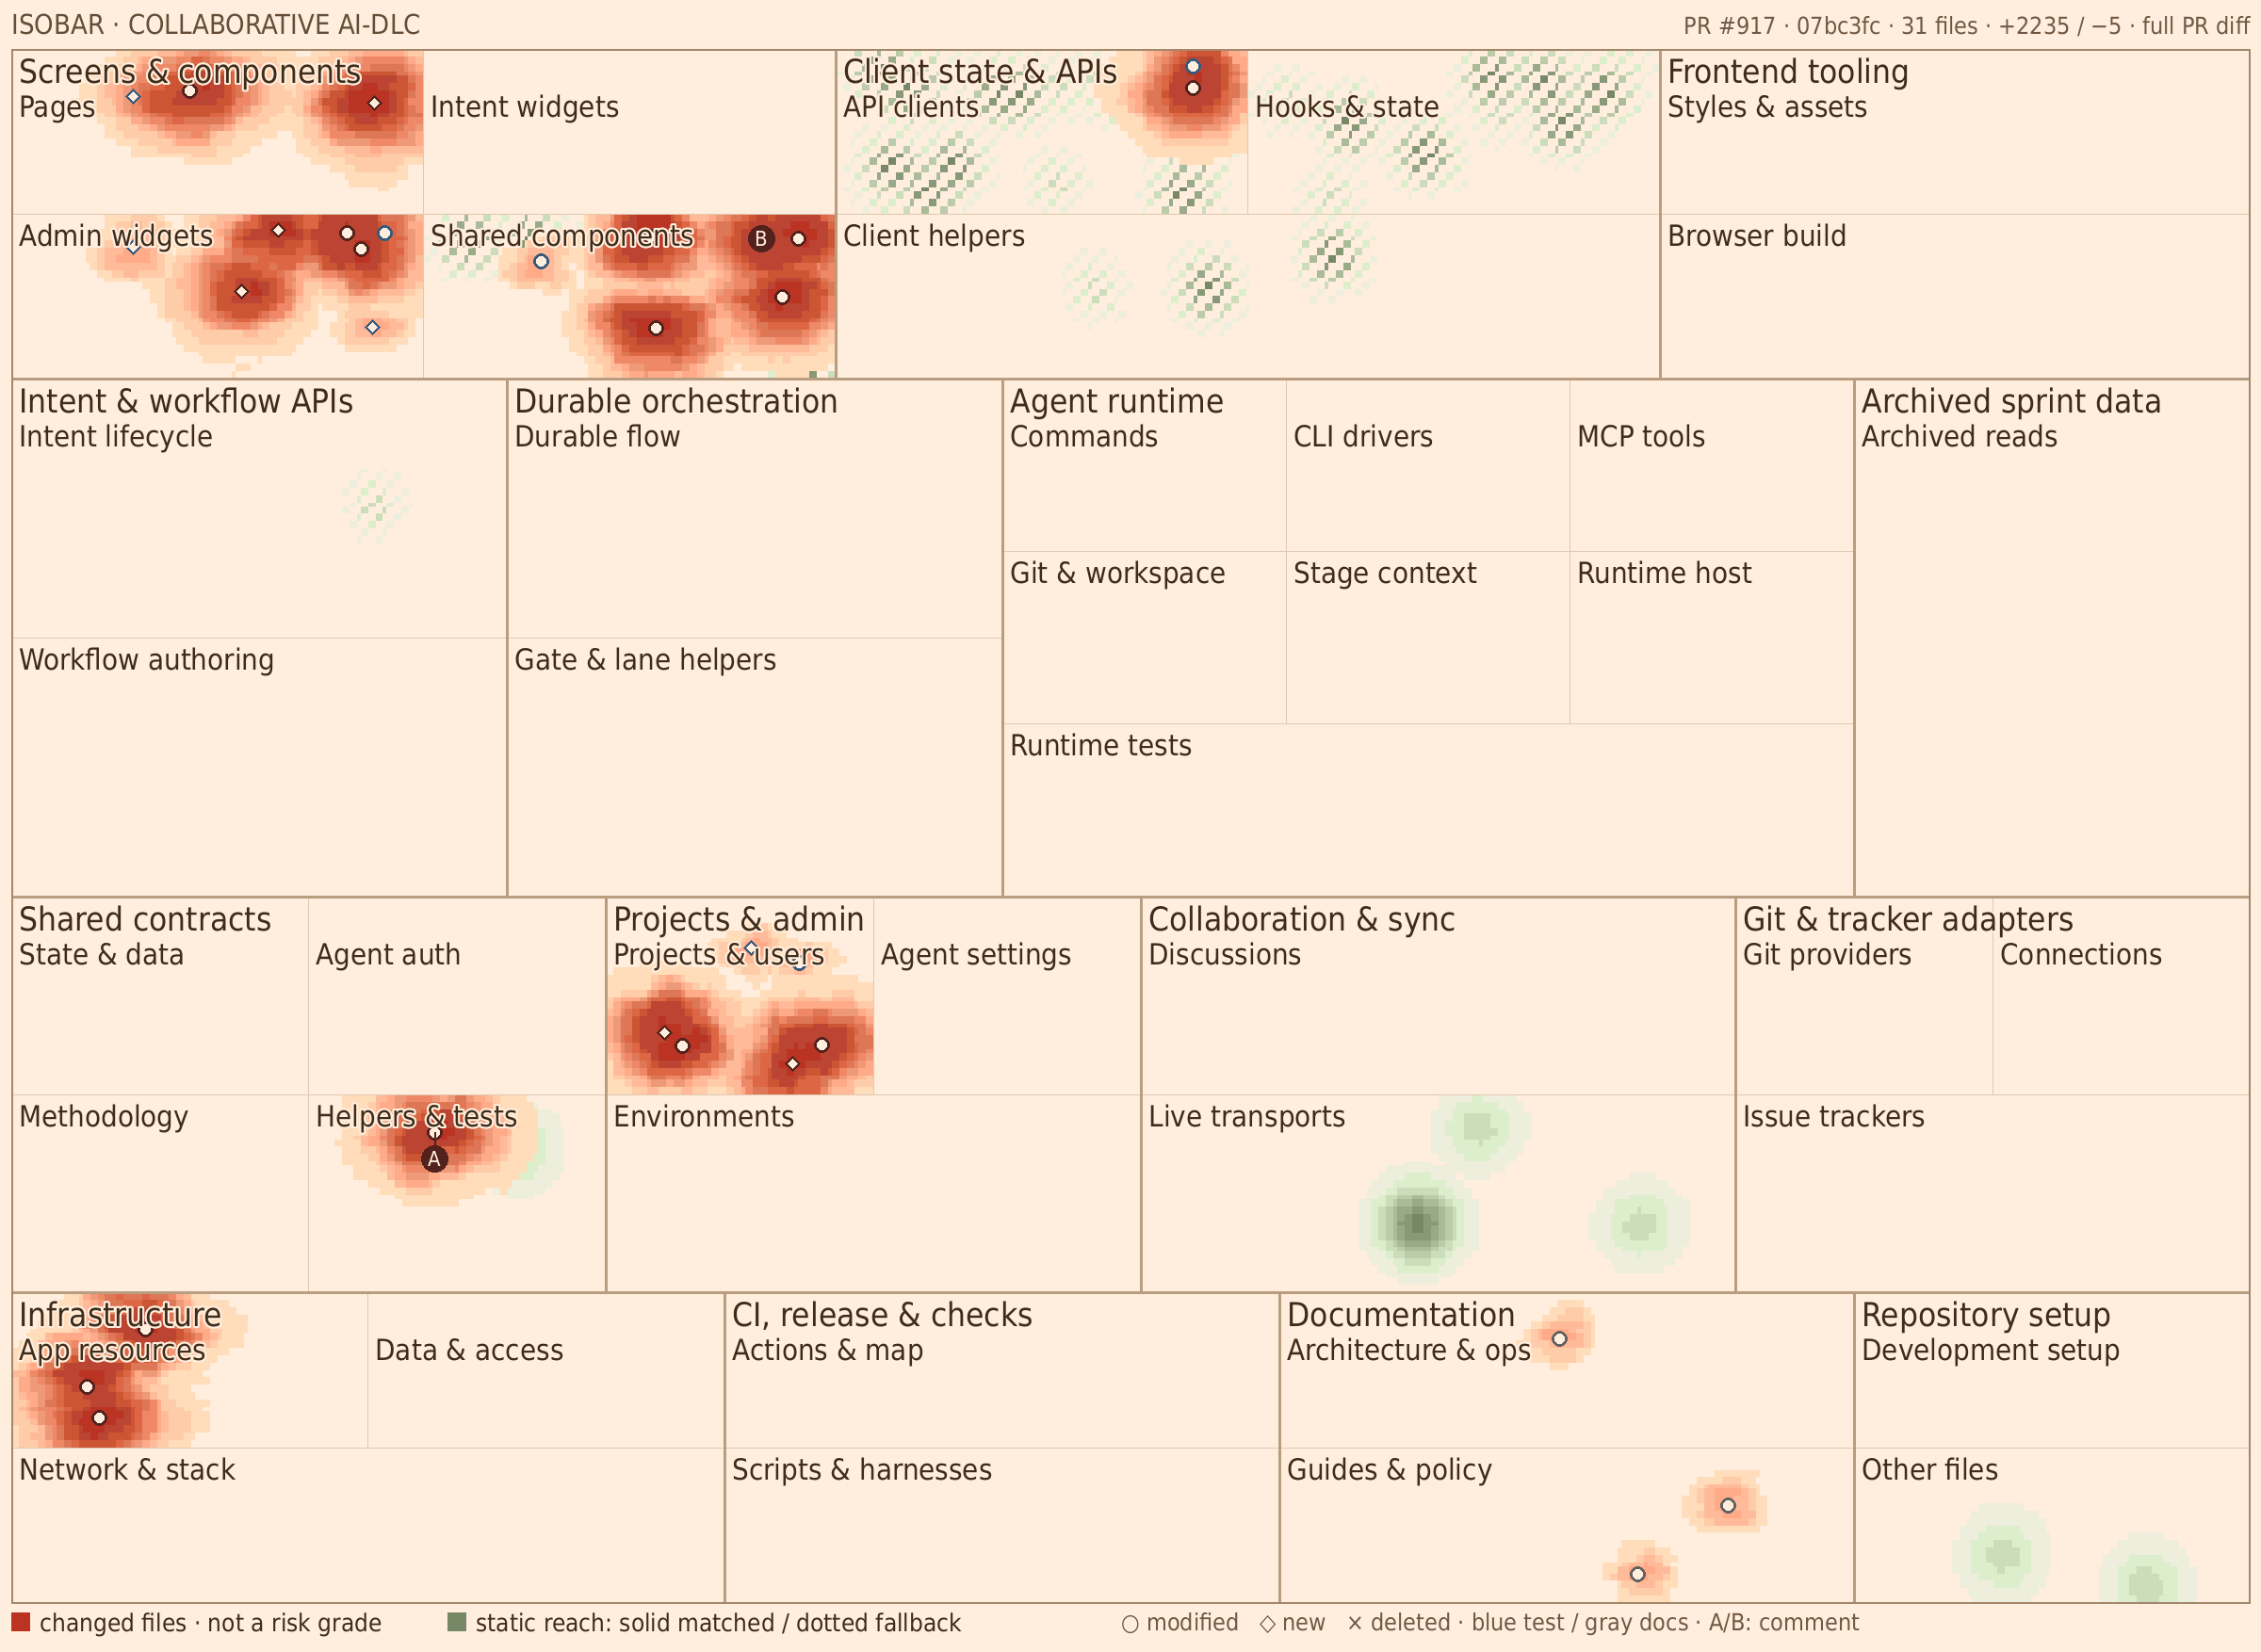 ISOBAR · COLLABORATIVE AI-DLC
PR #917 · 07bc3fc · 31 files · +2235 / −5 · full PR diff
Screens & components
Pages
Intent widgets
Client state & APIs
API clients
Hooks & state
Frontend tooling
Styles & assets
Admin widgets
Shared components
B
Client helpers
Browser build
Intent & workflow APIs
Intent lifecycle
Durable orchestration
Durable flow
Agent runtime
Commands
CLI drivers
MCP tools
Archived sprint data
Archived reads
Git & workspace
Stage context
Runtime host
Workflow authoring
Gate & lane helpers
Runtime tests
Shared contracts
State & data
Agent auth
Projects & admin
Projects & users
Agent settings
Collaboration & sync
Discussions
Git & tracker adapters
Git providers
Connections
Methodology
Helpers & tests
A
Environments
Live transports
Issue trackers
Infrastructure
App resources
Data & access
CI, release & checks
Actions & map
Documentation
Architecture & ops
Repository setup
Development setup
Network & stack
Scripts & harnesses
Guides & policy
Other files
changed files · not a risk grade
static reach: solid matched / dotted fallback
○ modified ◇ new × deleted · blue test / gray docs · A/B: comment